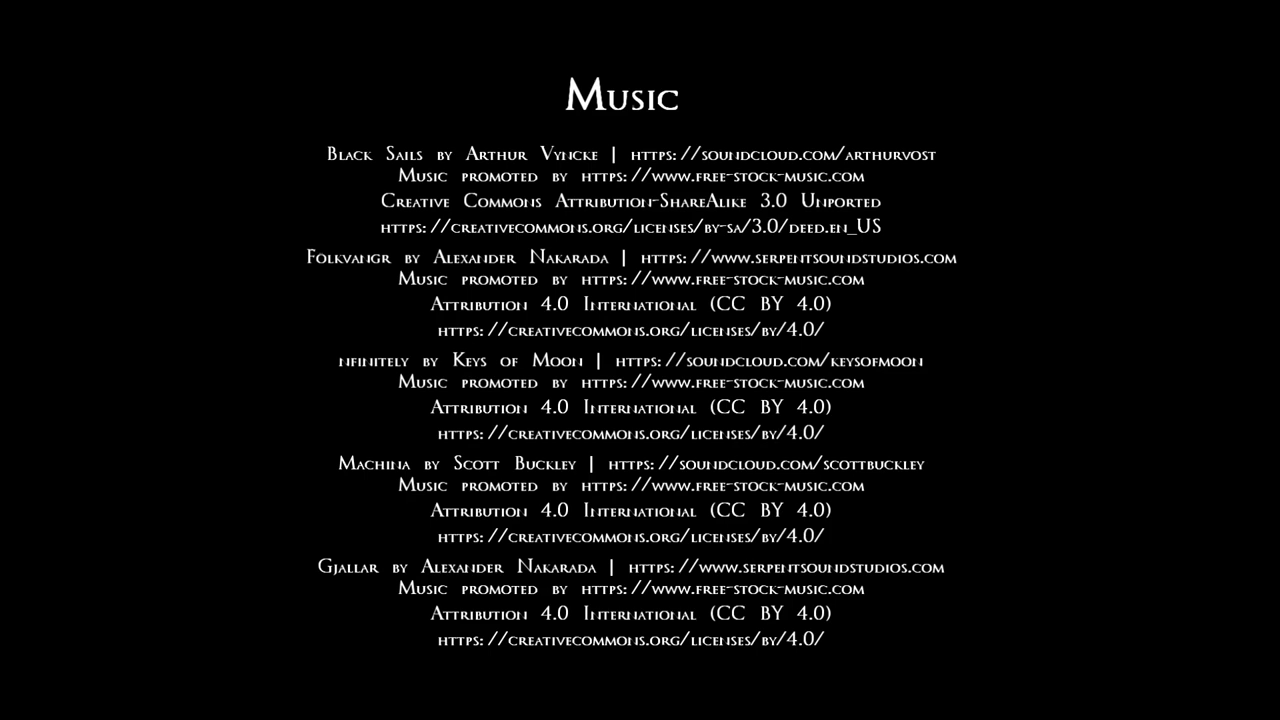 Music
Black Sails by Arthur Vyncke | https://soundcloud.com/arthurvost
Music promoted by https://www.free-stock-music.com
Creative Commons Attribution-ShareAlike 3.0 Unported
https://creativecommons.org/licenses/by-sa/3.0/deed.en_US
Folkvangr by Alexander Nakarada | https://www.serpentsoundstudios.com
Music promoted by https://www.free-stock-music.com
Attribution 4.0 International (CC BY 4.0)
https://creativecommons.org/licenses/by/4.0/
nfinitely by Keys of Moon | https://soundcloud.com/keysofmoon
Music promoted by https://www.free-stock-music.com
Attribution 4.0 International (CC BY 4.0)
https://creativecommons.org/licenses/by/4.0/
Machina by Scott Buckley | https://soundcloud.com/scottbuckley
Music promoted by https://www.free-stock-music.com
Attribution 4.0 International (CC BY 4.0)
https://creativecommons.org/licenses/by/4.0/
Gjallar by Alexander Nakarada | https://www.serpentsoundstudios.com
Music promoted by https://www.free-stock-music.com
Attribution 4.0 International (CC BY 4.0)
https://creativecommons.org/licenses/by/4.0/